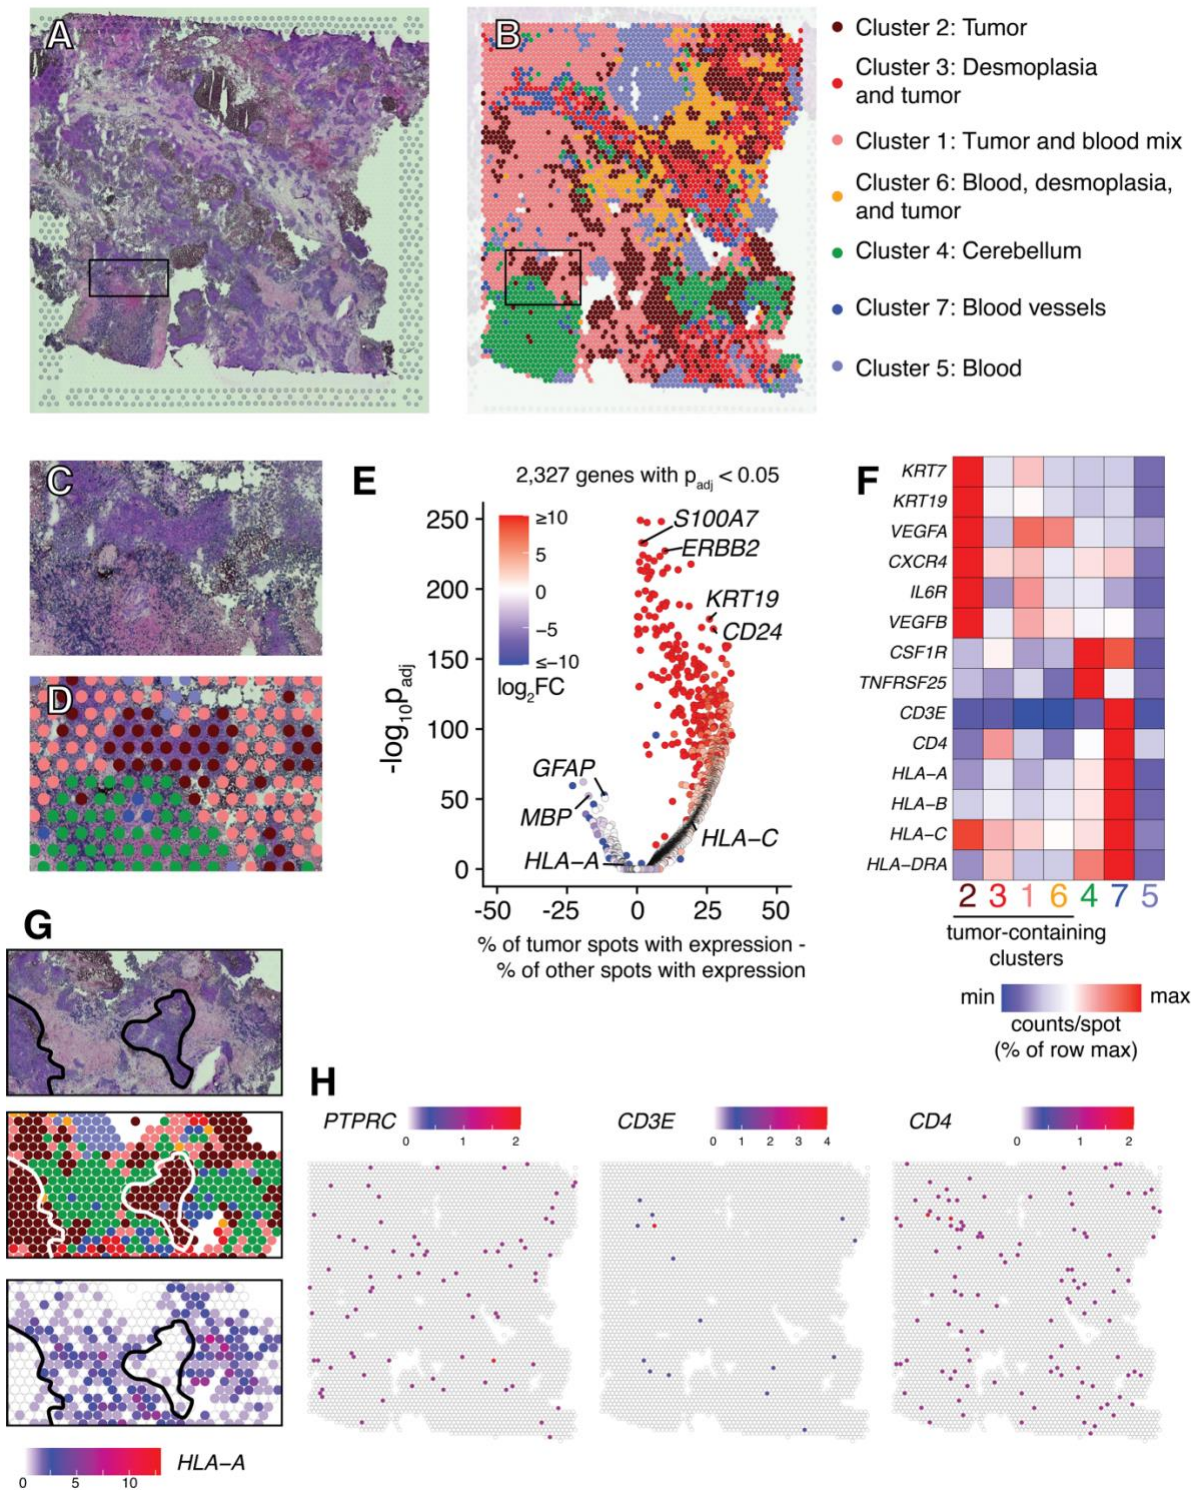 A
B
Cluster 2: Tumor
Cluster 3: Desmoplasia
and tumor
Cluster 1: Tumor and blood mix
Cluster 6: Blood, desmoplasia,
and tumor
Cluster 4: Cerebellum
Cluster 7: Blood vessels
Cluster 5: Blood
C
D
E
2,327 genes with padj < 0.05
-log10padj
250
200
150
100
50
0
≥10
5
0
−5
≤−10
log2FC
S100A7
ERBB2
KRT19
CD24
GFAP
MBP
HLA−A
HLA−C
-50
-25
0
25
50
% of tumor spots with expression -
% of other spots with expression
F
KRT7
KRT19
VEGFA
CXCR4
IL6R
VEGFB
CSF1R
TNFRSF25
CD3E
CD4
HLA−A
HLA−B
HLA−C
HLA−DRA
2 3 1 6 4 7 5
tumor-containing
clusters
min max
counts/spot
(% of row max)
G
0 5 10
HLA−A
H
PTPRC
0 1 2
CD3E
0 1 2 3 4
CD4
0 1 2